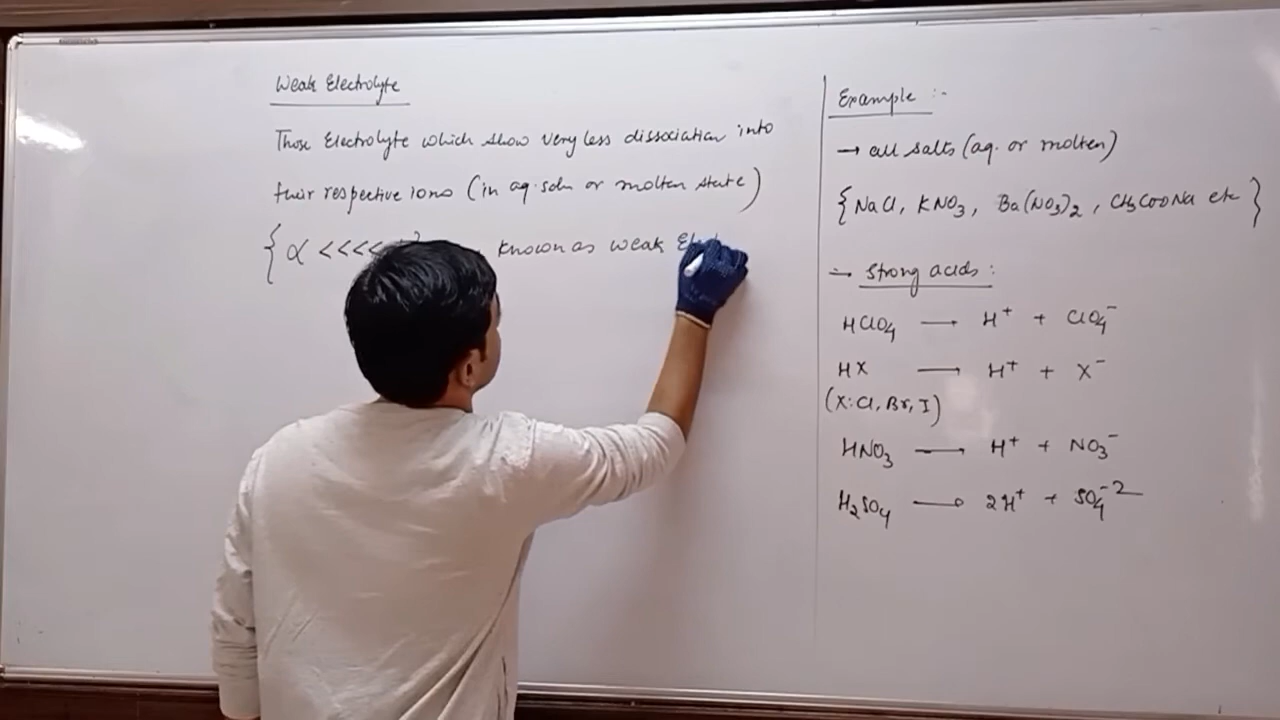 Weak Electrolyte
Those Electrolyte which show very less dissociation into
their respective ions (in aq. soln or molten state)
{ α <<<< } known as weak
Example :-
→ all salts (aq. or molten)
{ NaCl, KNO₃, Ba(NO₃)₂, CH₃COONa etc }
→ Strong acids :
HClO₄ → H⁺ + ClO₄⁻
HX → H⁺ + X⁻
(X: Cl, Br, I)
HNO₃ → H⁺ + NO₃⁻
H₂SO₄ → 2H⁺ + SO₄⁻²